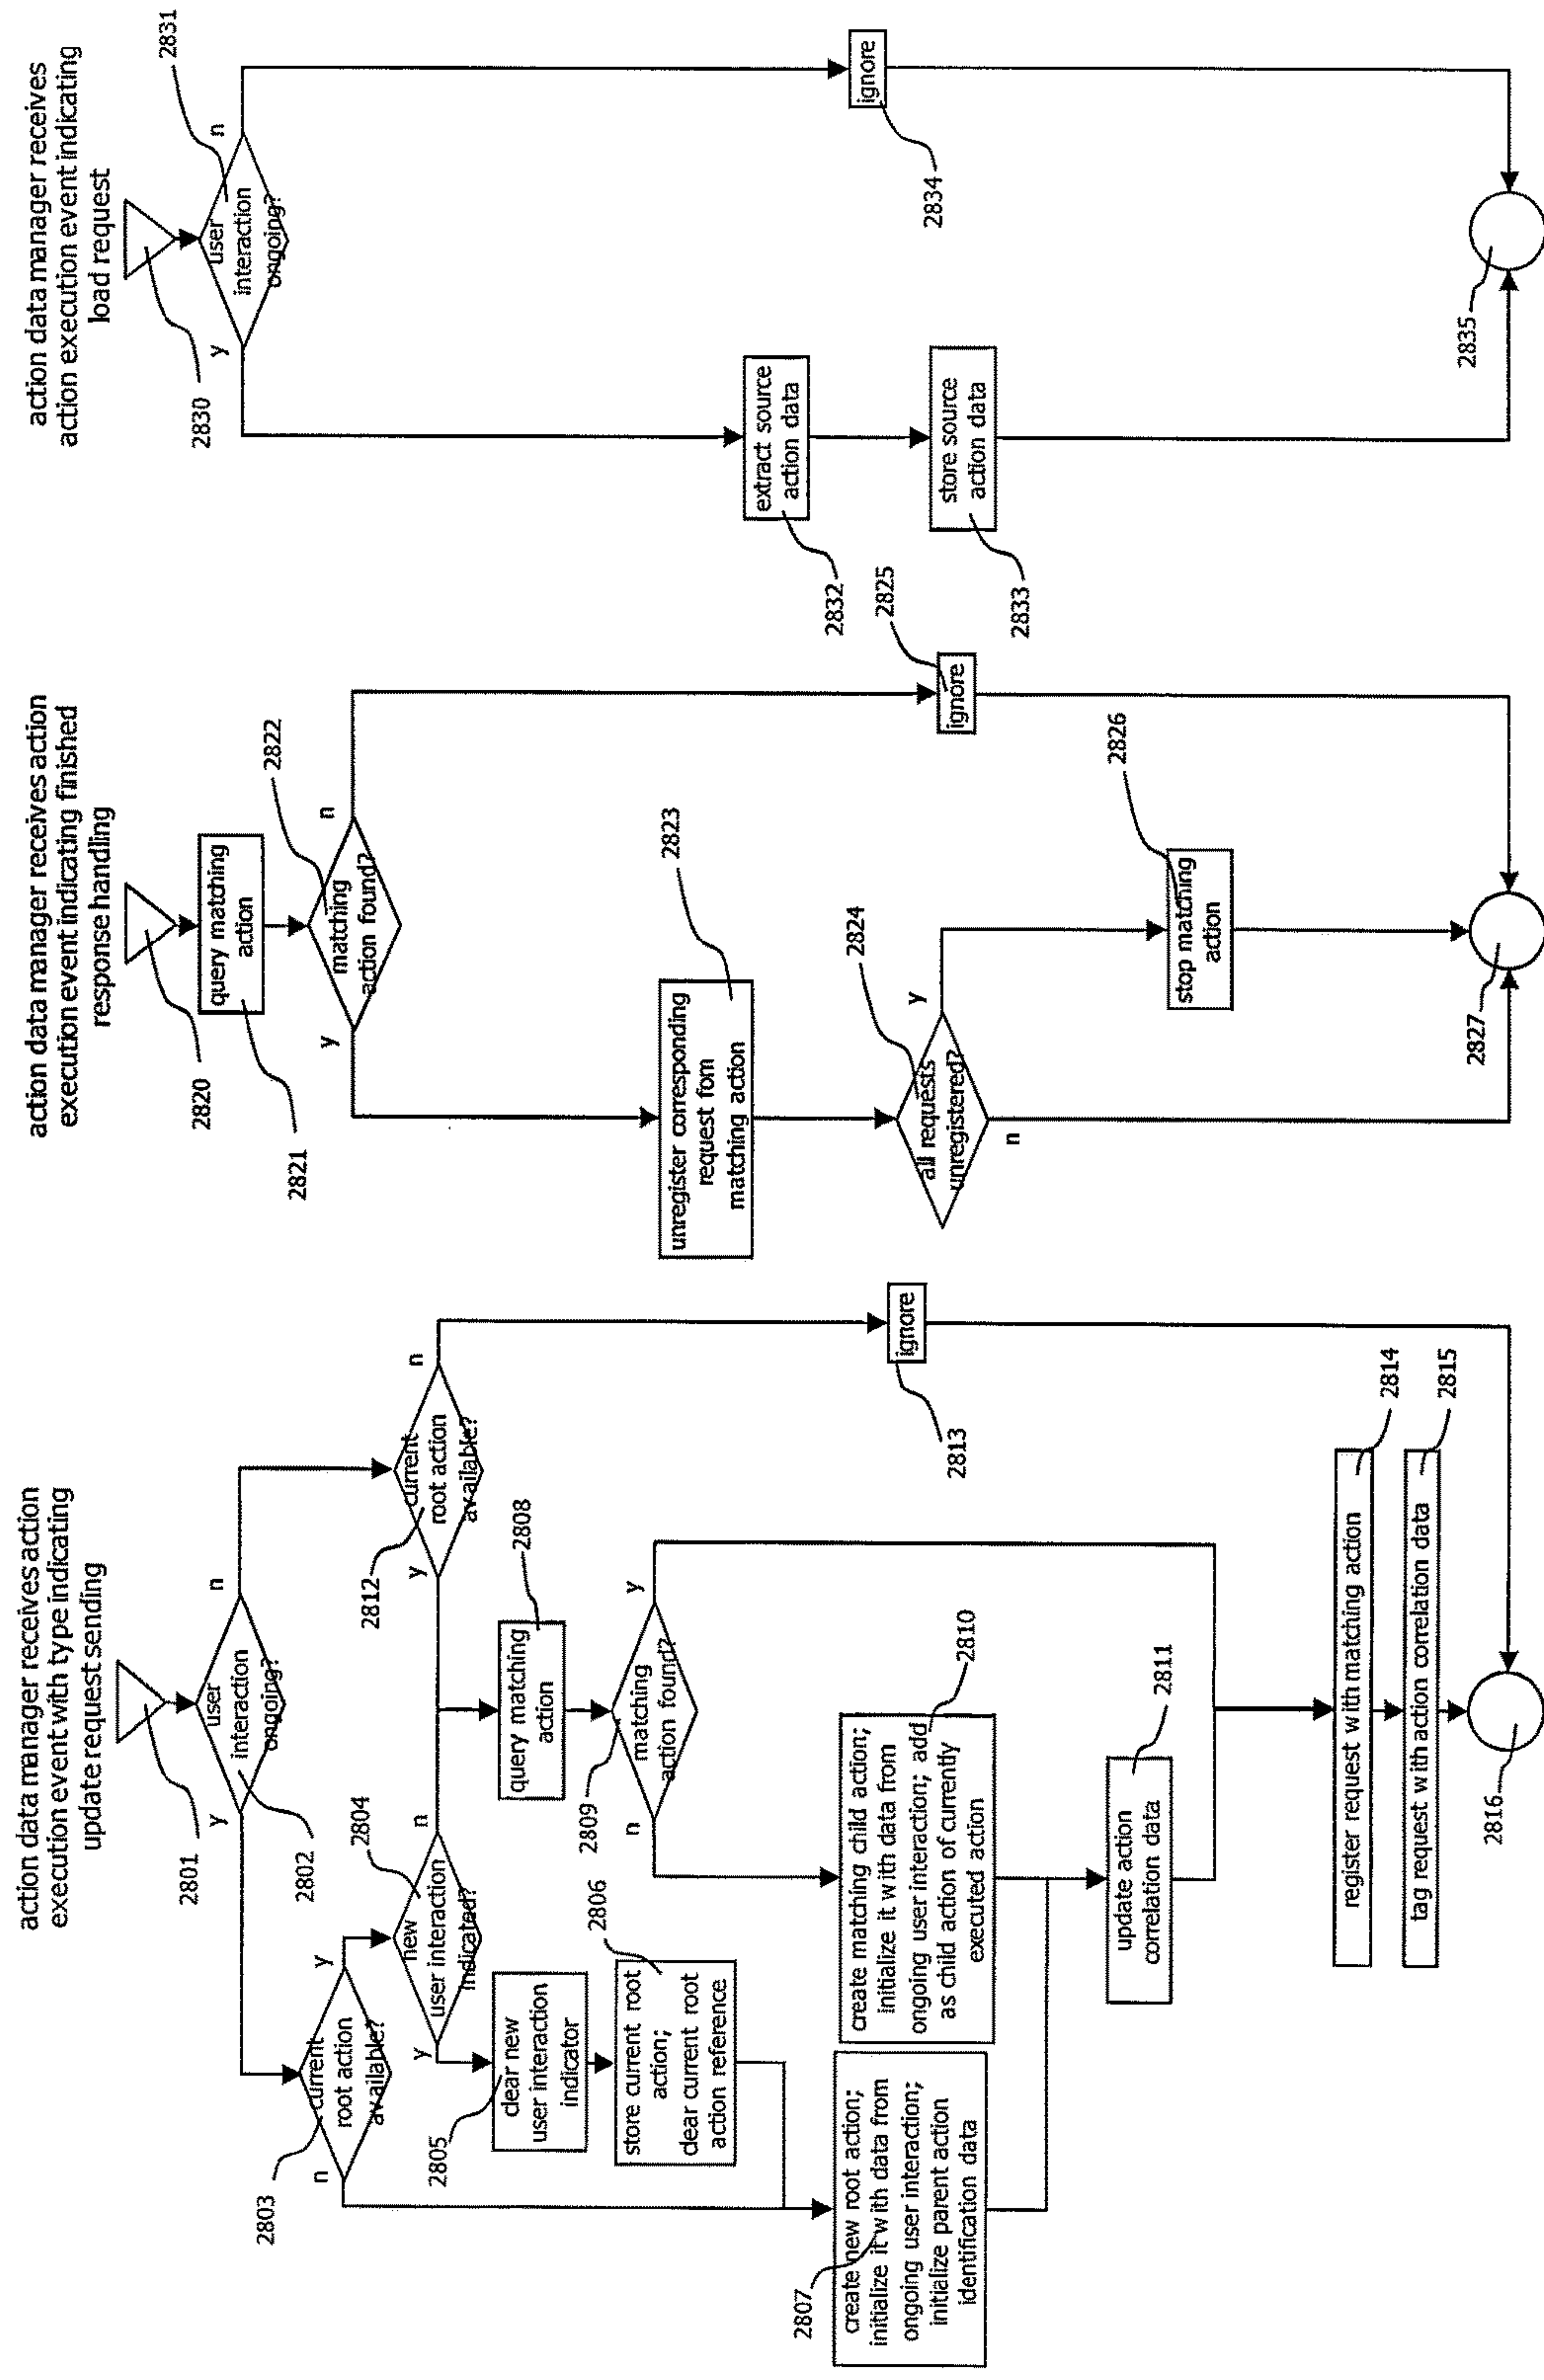 action data manager receives action
execution event with type indicating
update request sending
2801
user
interaction
ongoing?
2802
y
n
current
root action
available?
2803
n
y
new
user interaction
indicated?
2804
y
n
clear new
user interaction
indicator
2805
store current root
action;
clear current root
action reference
2806
create new root action;
initialize it with data from
ongoing user interaction;
initialize parent action
identification data
2807
current
root action
available?
2812
y
n
query matching
action
2808
matching
action found?
2809
n
y
create matching child action;
initialize it with data from
ongoing user interaction; add
as child action of currently
executed action
2810
update action
correlation data
2811
ignore
2813
register request with matching action
2814
tag request with action correlation data
2815
2816
action data manager receives action
execution event indicating finished
response handling
2820
query matching
action
2821
matching
action found?
2822
y
n
unregister corresponding
request fom
matching action
2823
all requests
unregistered?
2824
y
n
ignore
2825
stop matching
action
2826
2827
action data manager receives
action execution event indicating
load request
2830
user
interaction
ongoing?
2831
y
n
extract source
action data
2832
store source
action data
2833
ignore
2834
2835